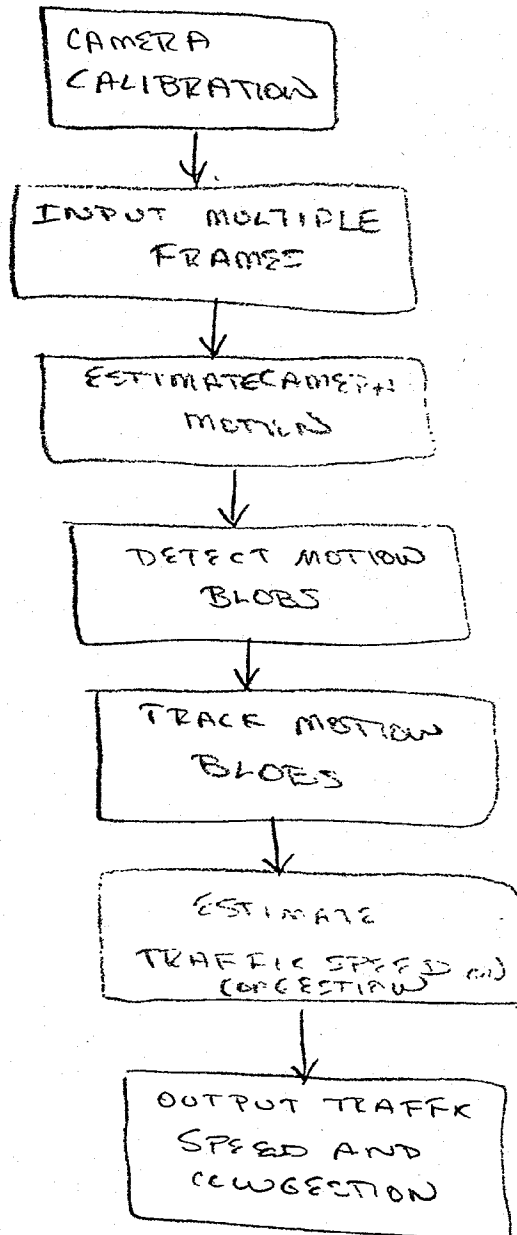 CAMERA
CALIBRATION
INPUT MULTIPLE
FRAMES
ESTIMATE CAMERA
MOTION
DETECT MOTION
BLOBS
TRACK MOTION
BLOBS
ESTIMATE
TRAFFIC SPEED
CONGESTION
OUTPUT TRAFFIC
SPEED AND
CONGESTION